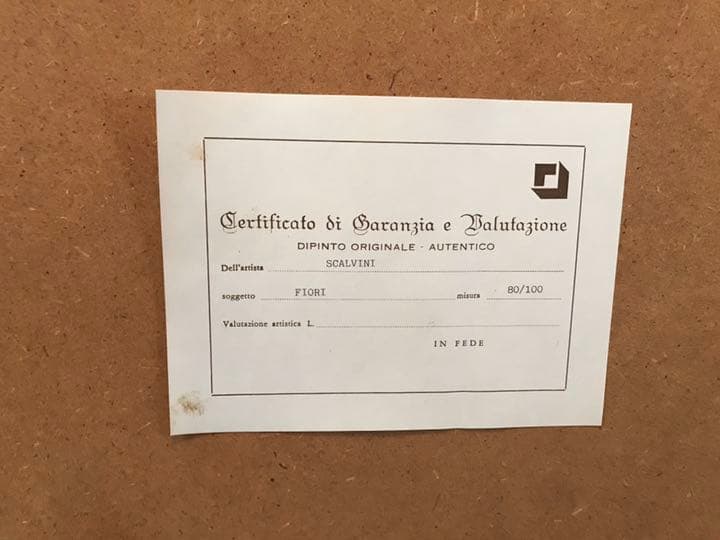 Certificato di Garanzia e Valutazione
DIPINTO ORIGINALE - AUTENTICO
Dell'artista SCALVINI
soggetto FIORI misura 80/100
Valutazione artistica L.
IN FEDE